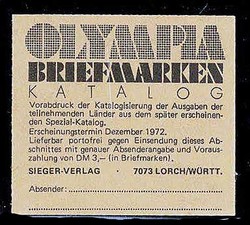 OLYMPIA
BRIEFMARKEN
KATALOG
Vorabdruck der Katalogisierung der Ausgaben der
teilnehmenden Länder aus dem später erscheinen-
den Spezial-Katalog.
Erscheinungstermin Dezember 1972.
Lieferbar portofrei gegen Einsendung dieses Ab-
schnittes mit genauer Absenderangabe und Voraus-
zahlung von DM 3,— (in Briefmarken).
SIEGER-VERLAG · 7073 LORCH/WÜRTT.
Absender: